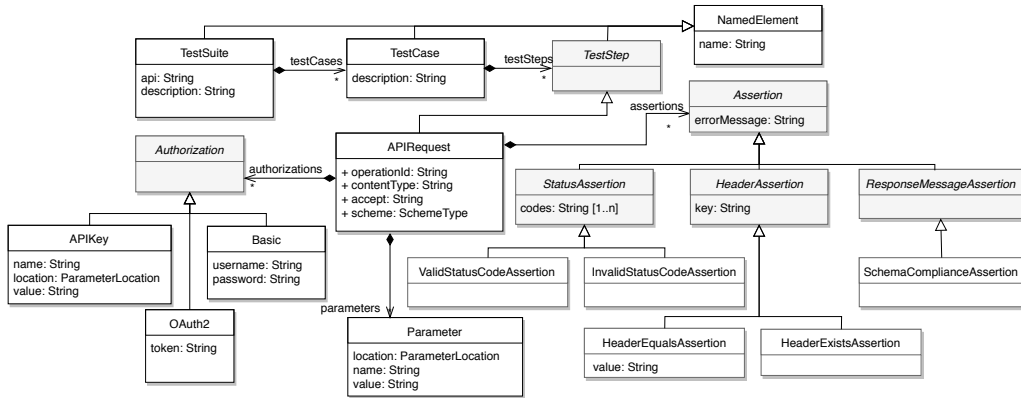 NamedElement
name: String
TestSuite
api: String
description: String
testCases
*
TestCase
description: String
testSteps
*
TestStep
Assertion
errorMessage: String
assertions
*
Authorization
authorizations
*
APIRequest
+ operationId: String
+ contentType: String
+ accept: String
+ scheme: SchemeType
StatusAssertion
codes: String [1..n]
HeaderAssertion
key: String
ResponseMessageAssertion
APIKey
name: String
location: ParameterLocation
value: String
Basic
username: String
password: String
ValidStatusCodeAssertion
InvalidStatusCodeAssertion
SchemaComplianceAssertion
OAuth2
token: String
parameters
Parameter
location: ParameterLocation
name: String
value: String
HeaderEqualsAssertion
value: String
HeaderExistsAssertion